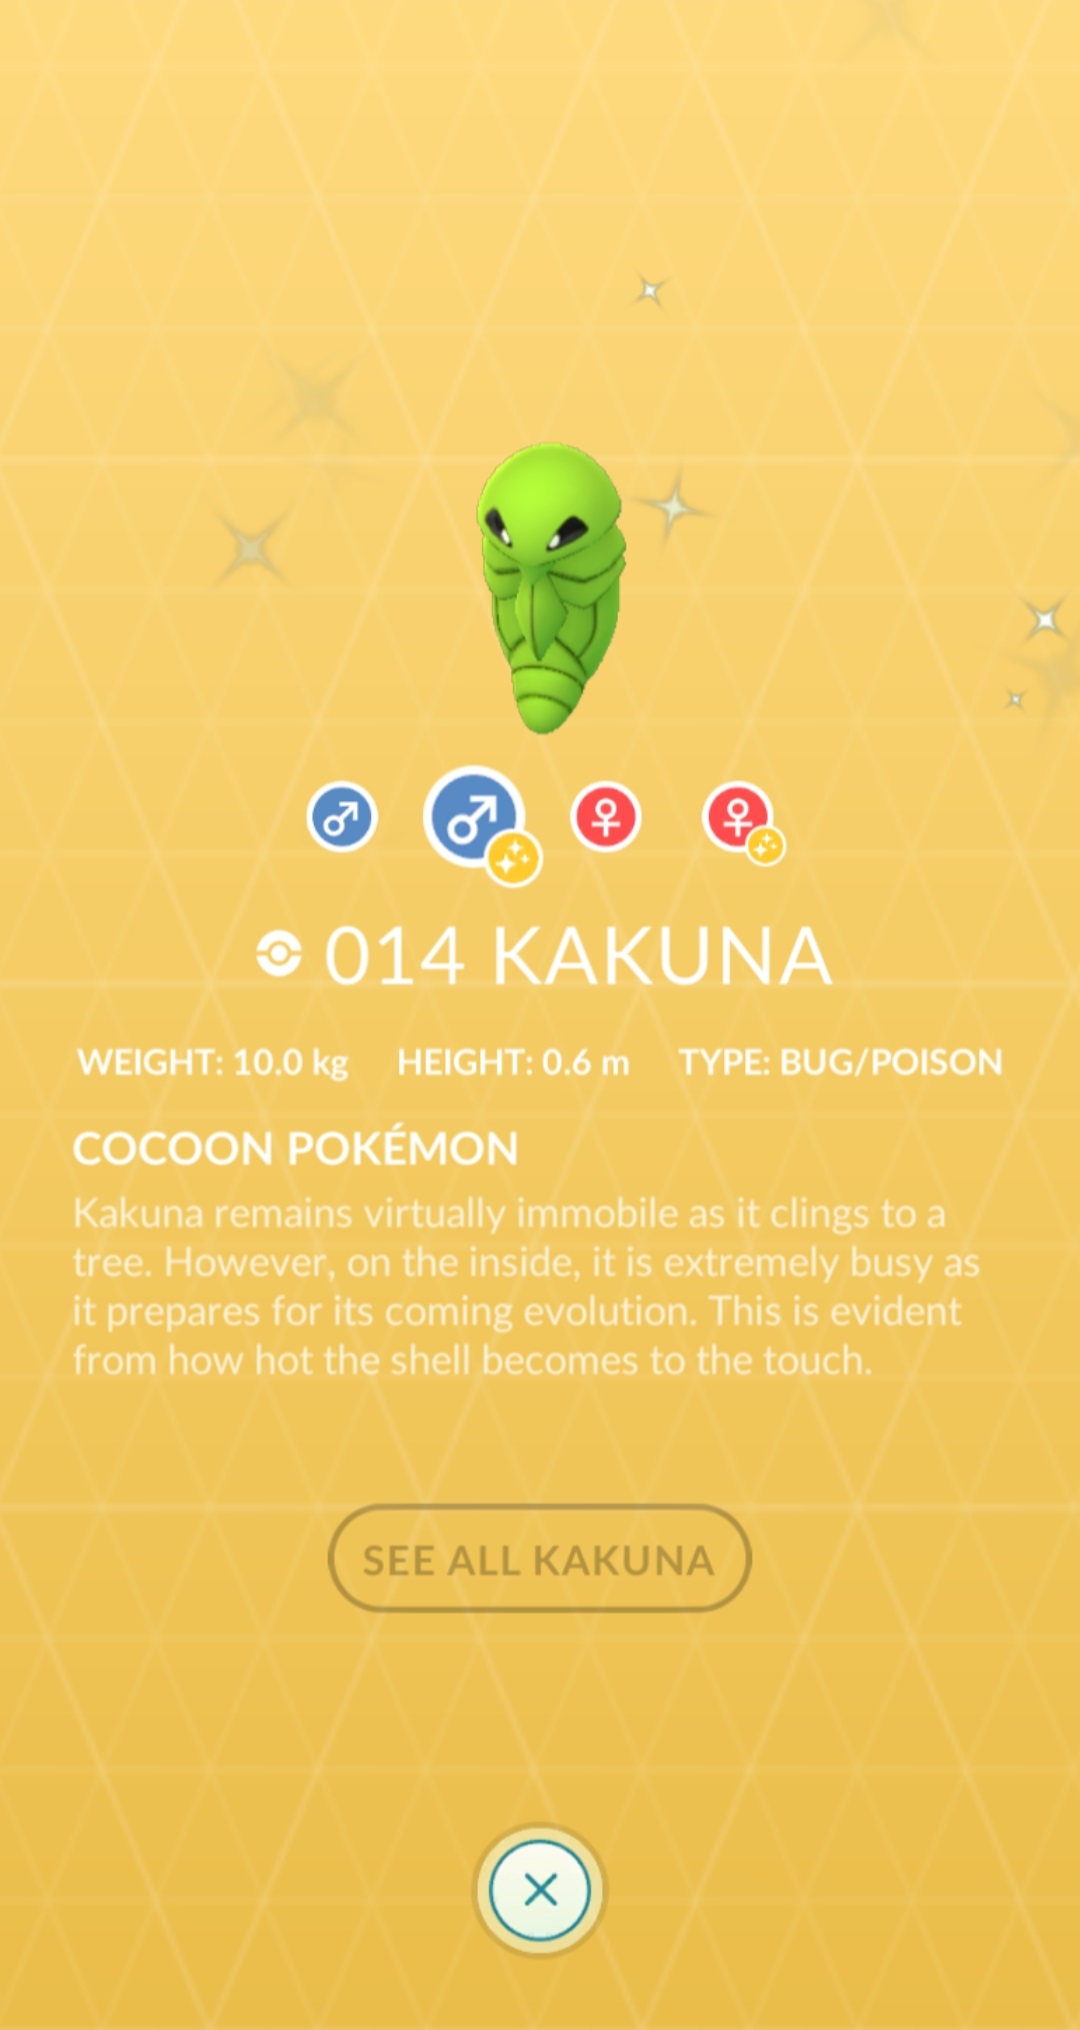 014 KAKUNA
WEIGHT: 10.0 kg HEIGHT: 0.6 m TYPE: BUG/POISON
COCOON POKÉMON
Kakuna remains virtually immobile as it clings to a
tree. However, on the inside, it is extremely busy as
it prepares for its coming evolution. This is evident
from how hot the shell becomes to the touch.
SEE ALL KAKUNA